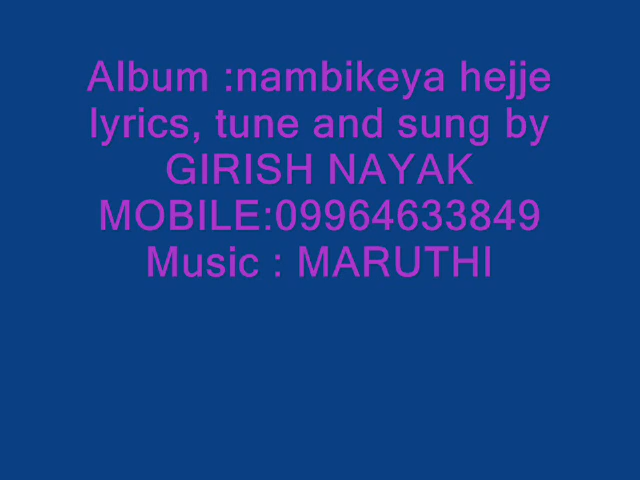 Album :nambikeya hejje
lyrics, tune and sung by
GIRISH NAYAK
MOBILE:09964633849
Music : MARUTHI